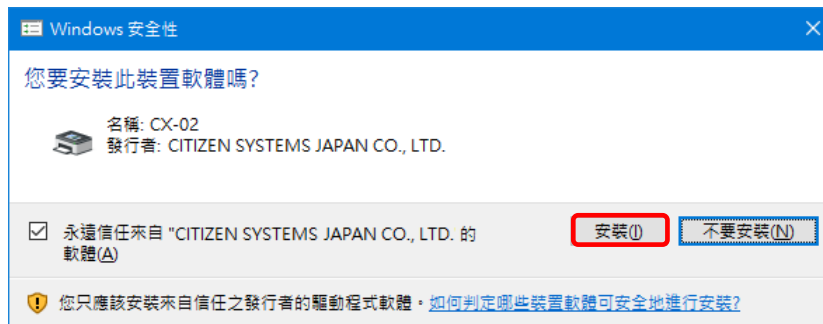 Windows 安全性
您要安裝此裝置軟體嗎?
名稱: CX-02
發行者: CITIZEN SYSTEMS JAPAN CO., LTD.
永遠信任來自 "CITIZEN SYSTEMS JAPAN CO., LTD. 的
軟體(A)
安裝(I)
不要安裝(N)
您只應該安裝來自信任之發行者的驅動程式軟體。如何判定哪些裝置軟體可安全地進行安裝?